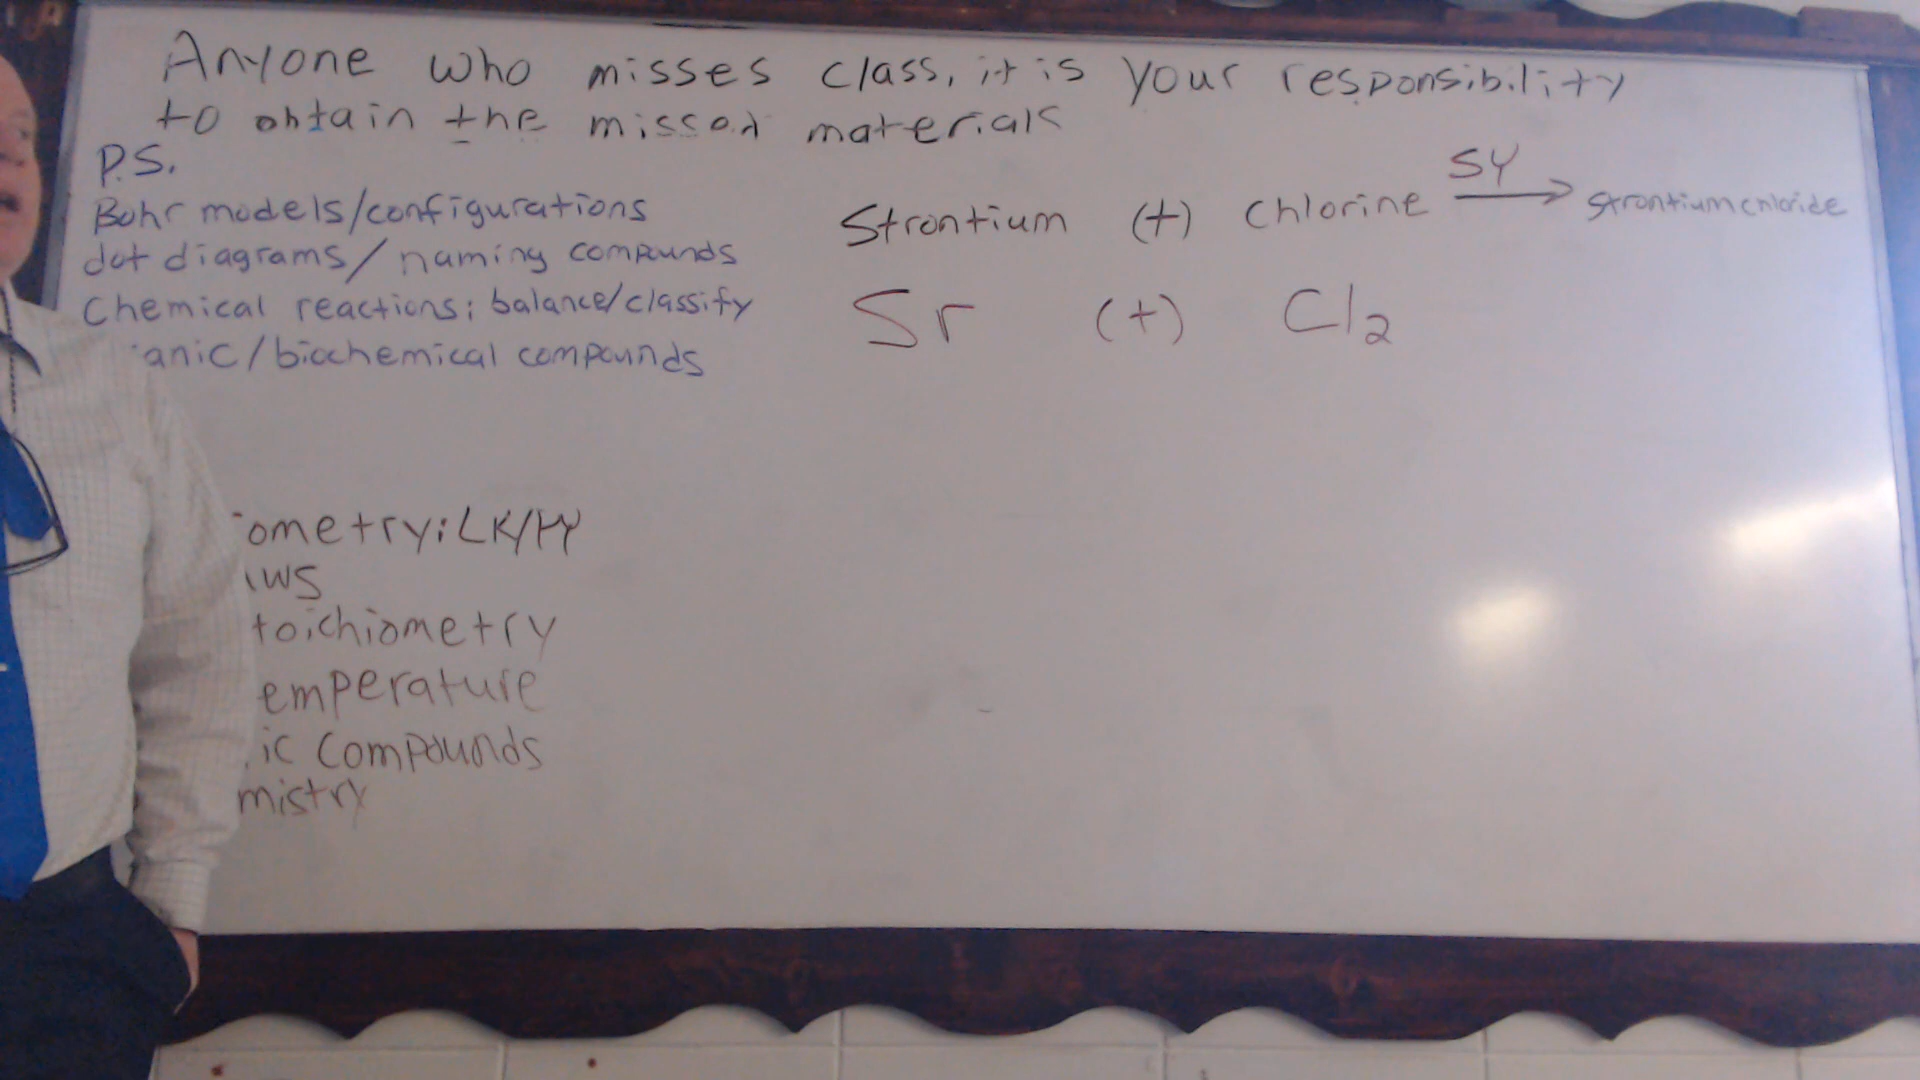 Anyone who misses class, it is your responsibility
to obtain the missed materials
P.S.
Bohr models/configurations
dot diagrams/naming compounds
Chemical reactions; balance/classify
anic/biochemical compounds
Strontium (+) Chlorine SY → Strontium chloride
Sr (+) Cl2
ometry: LK/HY
aws
toichiometry
emperature
ic compounds
mistry